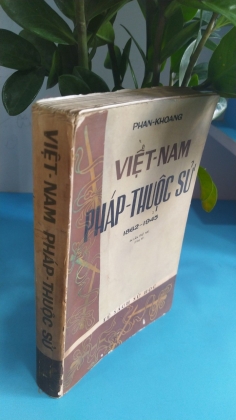 PHAN-KHOANG
VIỆT-NAM
PHÁP-THUỘC SỬ
1862-1945
VIỆT-NAM PHÁP-THUỘC SỬ